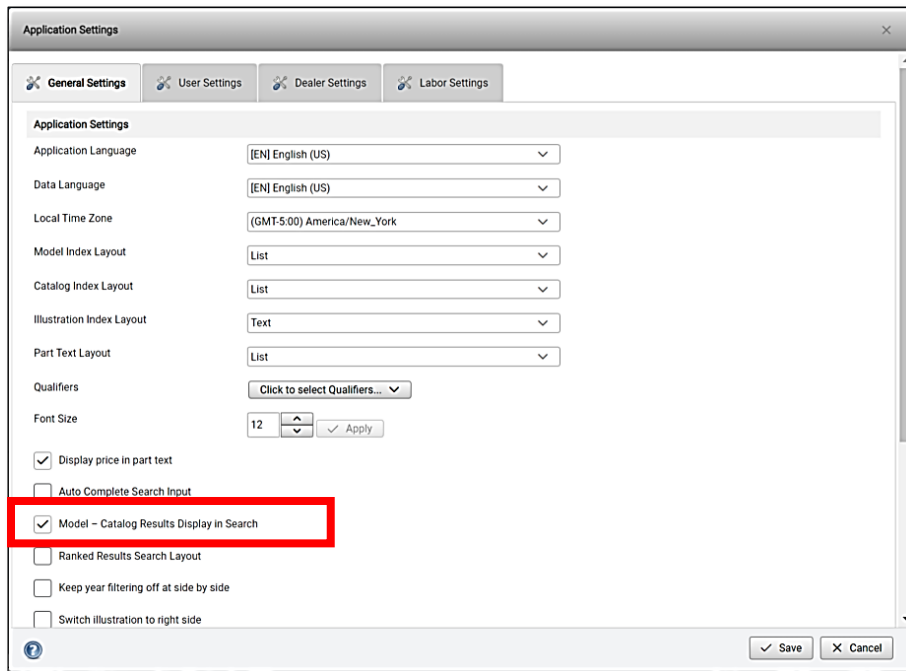 Application Settings
General Settings
User Settings
Dealer Settings
Labor Settings
Application Settings
Application Language
[EN] English (US)
Data Language
[EN] English (US)
Local Time Zone
(GMT-5:00) America/New_York
Model Index Layout
List
Catalog Index Layout
List
Illustration Index Layout
Text
Part Text Layout
List
Qualifiers
Click to select Qualifiers...
Font Size
12
Apply
Display price in part text
Auto Complete Search Input
Model – Catalog Results Display in Search
Ranked Results Search Layout
Keep year filtering off at side by side
Switch illustration to right side
?
Save
Cancel